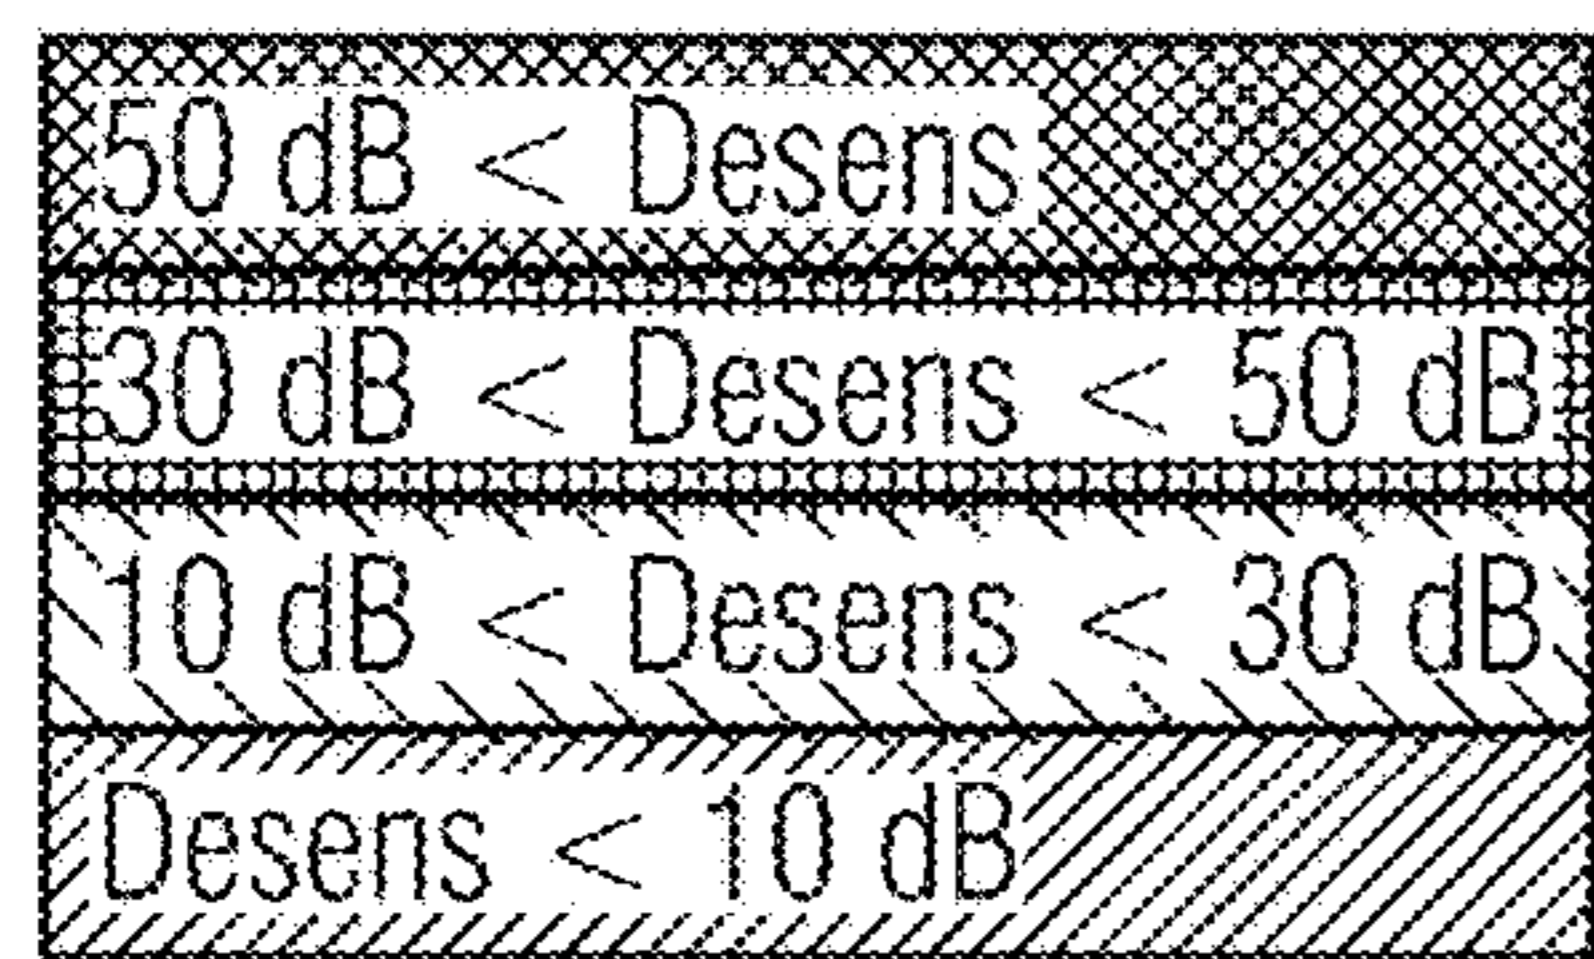 50 dB < Desens
30 dB < Desens < 50 dB
10 dB < Desens < 30 dB
Desens < 10 dB